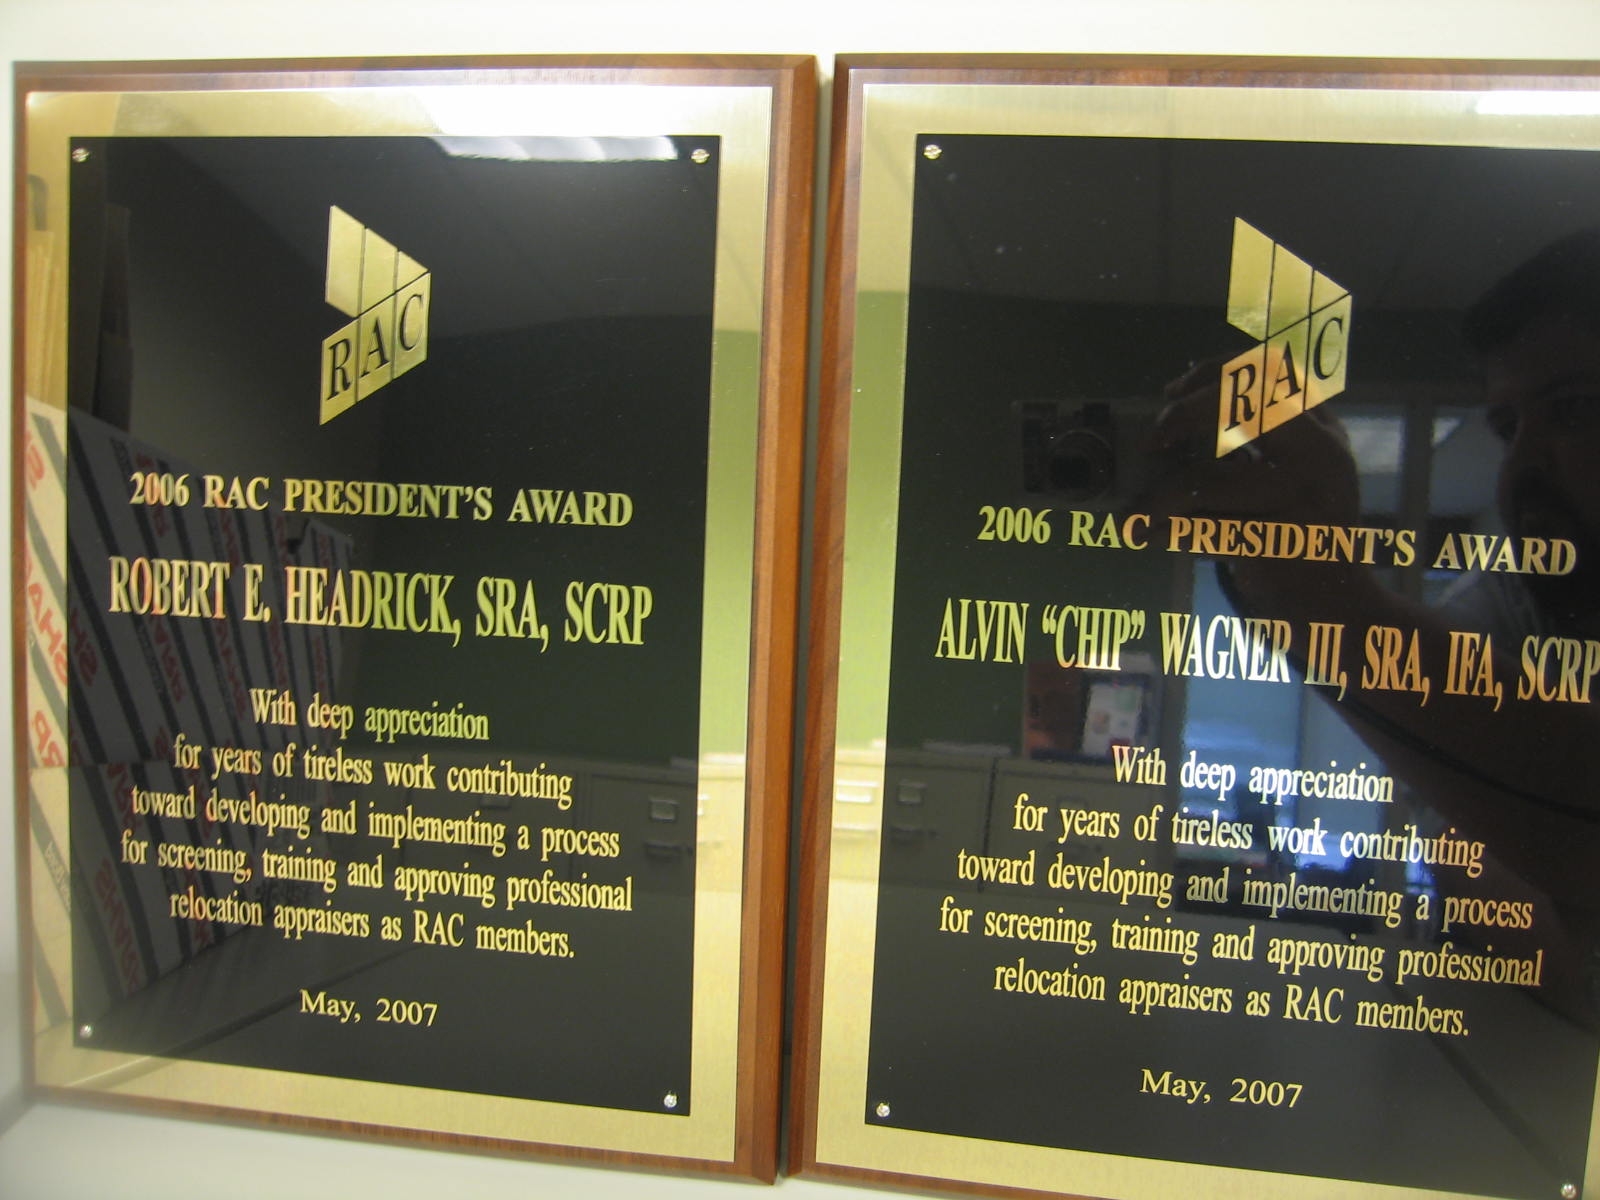 RAC
2006 RAC PRESIDENT'S AWARD
ROBERT E. HEADRICK, SRA, SCRP
With deep appreciation
for years of tireless work contributing
toward developing and implementing a process
for screening, training and approving professional
relocation appraisers as RAC members.
May, 2007
RAC
2006 RAC PRESIDENT'S AWARD
ALVIN "CHIP" WAGNER III, SRA, IFA, SCRP
With deep appreciation
for years of tireless work contributing
toward developing and implementing a process
for screening, training and approving professional
relocation appraisers as RAC members.
May, 2007